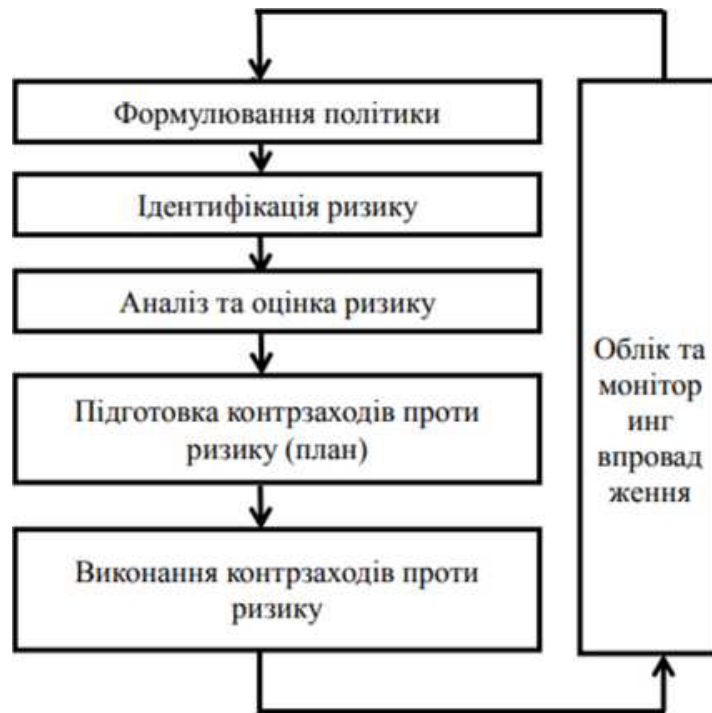 Формулювання політики
Ідентифікація ризику
Аналіз та оцінка ризику
Підготовка контрзаходів проти
ризику (план)
Виконання контрзаходів проти
ризику
Облік та
монітор
инг
впровад
ження